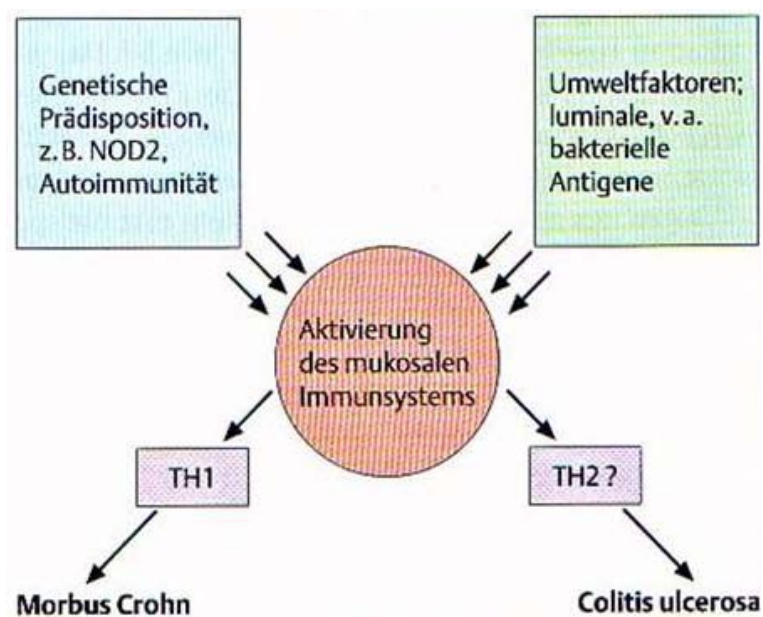 Genetische
Prädisposition,
z. B. NOD2,
Autoimmunität
Umweltfaktoren;
luminale, v. a.
bakterielle
Antigene
Aktivierung
des mukosalen
Immunsystems
TH1
TH2 ?
Morbus Crohn
Colitis ulcerosa